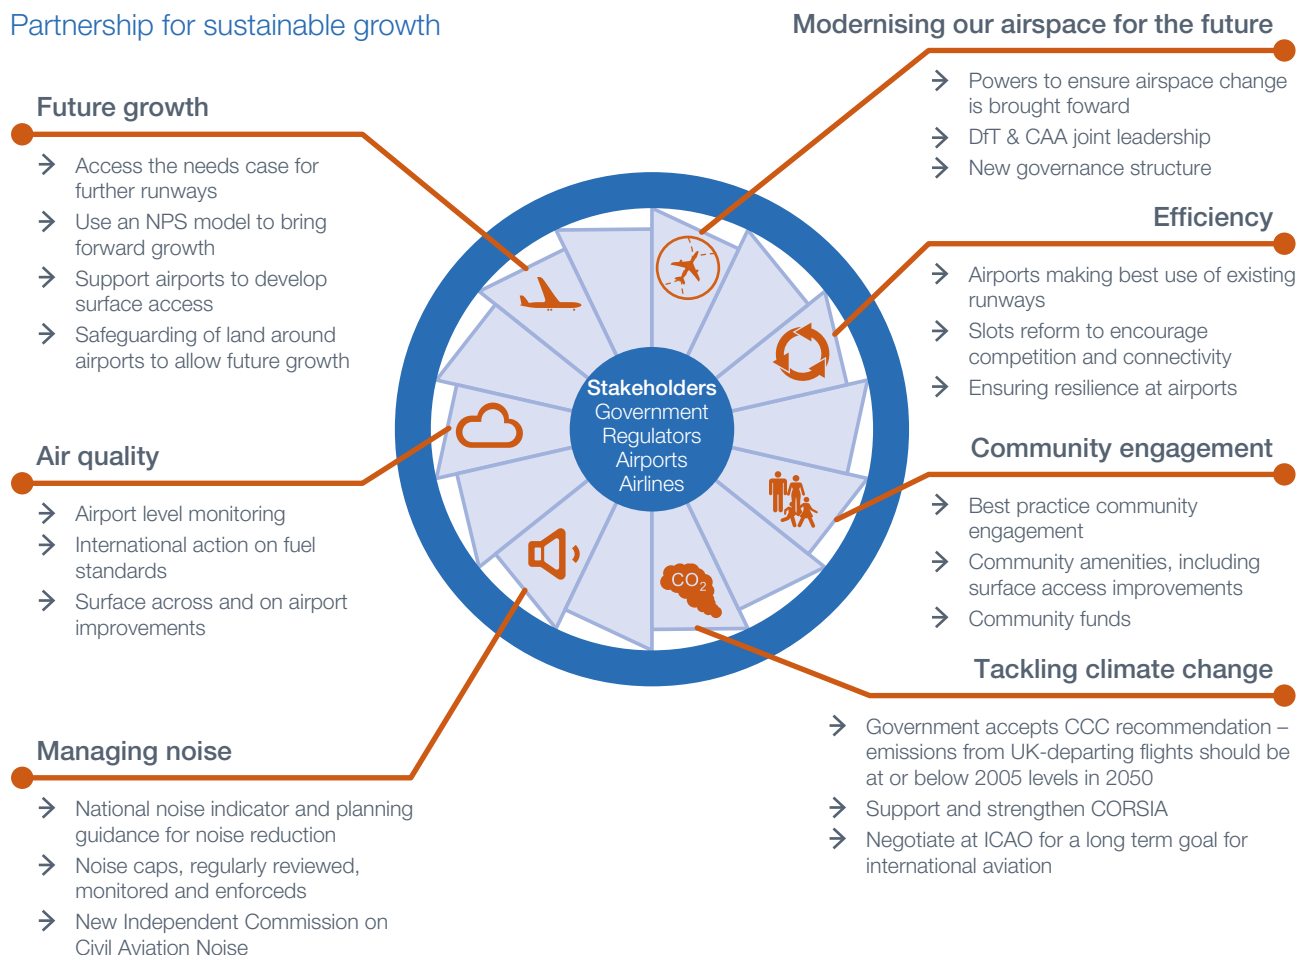 Partnership for sustainable growth
Modernising our airspace for the future
Powers to ensure airspace change
is brought foward
DfT & CAA joint leadership
New governance structure
Future growth
Access the needs case for
further runways
Use an NPS model to bring
forward growth
Support airports to develop
surface access
Safeguarding of land around
airports to allow future growth
Efficiency
Airports making best use of existing
runways
Slots reform to encourage
competition and connectivity
Ensuring resilience at airports
Stakeholders
Government
Regulators
Airports
Airlines
Air quality
Airport level monitoring
International action on fuel
standards
Surface across and on airport
improvements
Community engagement
Best practice community
engagement
Community amenities, including
surface access improvements
Community funds
CO2
Tackling climate change
Government accepts CCC recommendation –
emissions from UK-departing flights should be
at or below 2005 levels in 2050
Support and strengthen CORSIA
Negotiate at ICAO for a long term goal for
international aviation
Managing noise
National noise indicator and planning
guidance for noise reduction
Noise caps, regularly reviewed,
monitored and enforceds
New Independent Commission on
Civil Aviation Noise